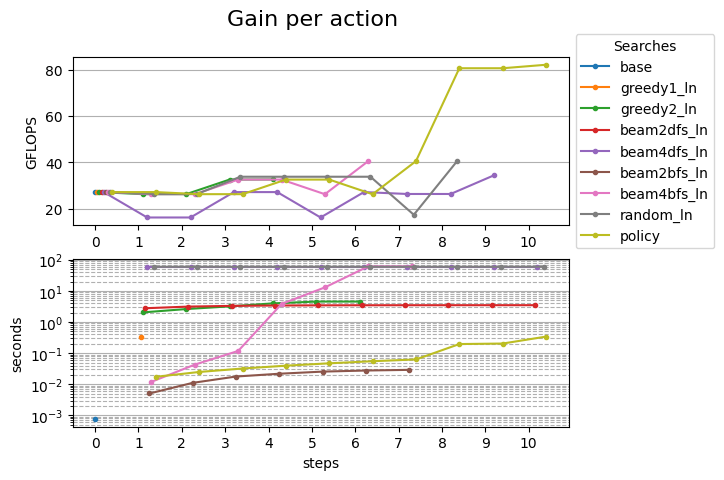 Gain per action
GFLOPS
80
60
40
20
0 1 2 3 4 5 6 7 8 9 10
Searches
base
greedy1_ln
greedy2_ln
beam2dfs_ln
beam4dfs_ln
beam2bfs_ln
beam4bfs_ln
random_ln
policy
seconds
10²
10¹
10⁰
10⁻¹
10⁻²
10⁻³
0 1 2 3 4 5 6 7 8 9 10
steps